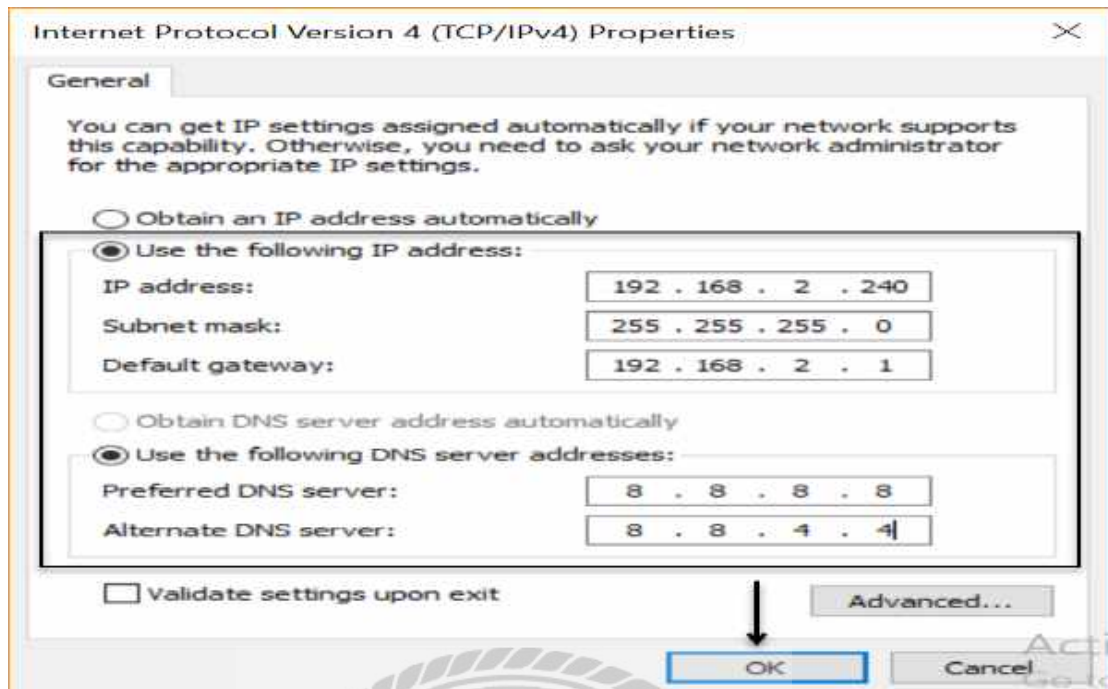 Internet Protocol Version 4 (TCP/IPv4) Properties
General
You can get IP settings assigned automatically if your network supports
this capability. Otherwise, you need to ask your network administrator
for the appropriate IP settings.
Obtain an IP address automatically
Use the following IP address:
IP address: 192 . 168 . 2 . 240
Subnet mask: 255 . 255 . 255 . 0
Default gateway: 192 . 168 . 2 . 1
Obtain DNS server address automatically
Use the following DNS server addresses:
Preferred DNS server: 8 . 8 . 8 . 8
Alternate DNS server: 8 . 8 . 4 . 4
Validate settings upon exit
Advanced...
OK Cancel